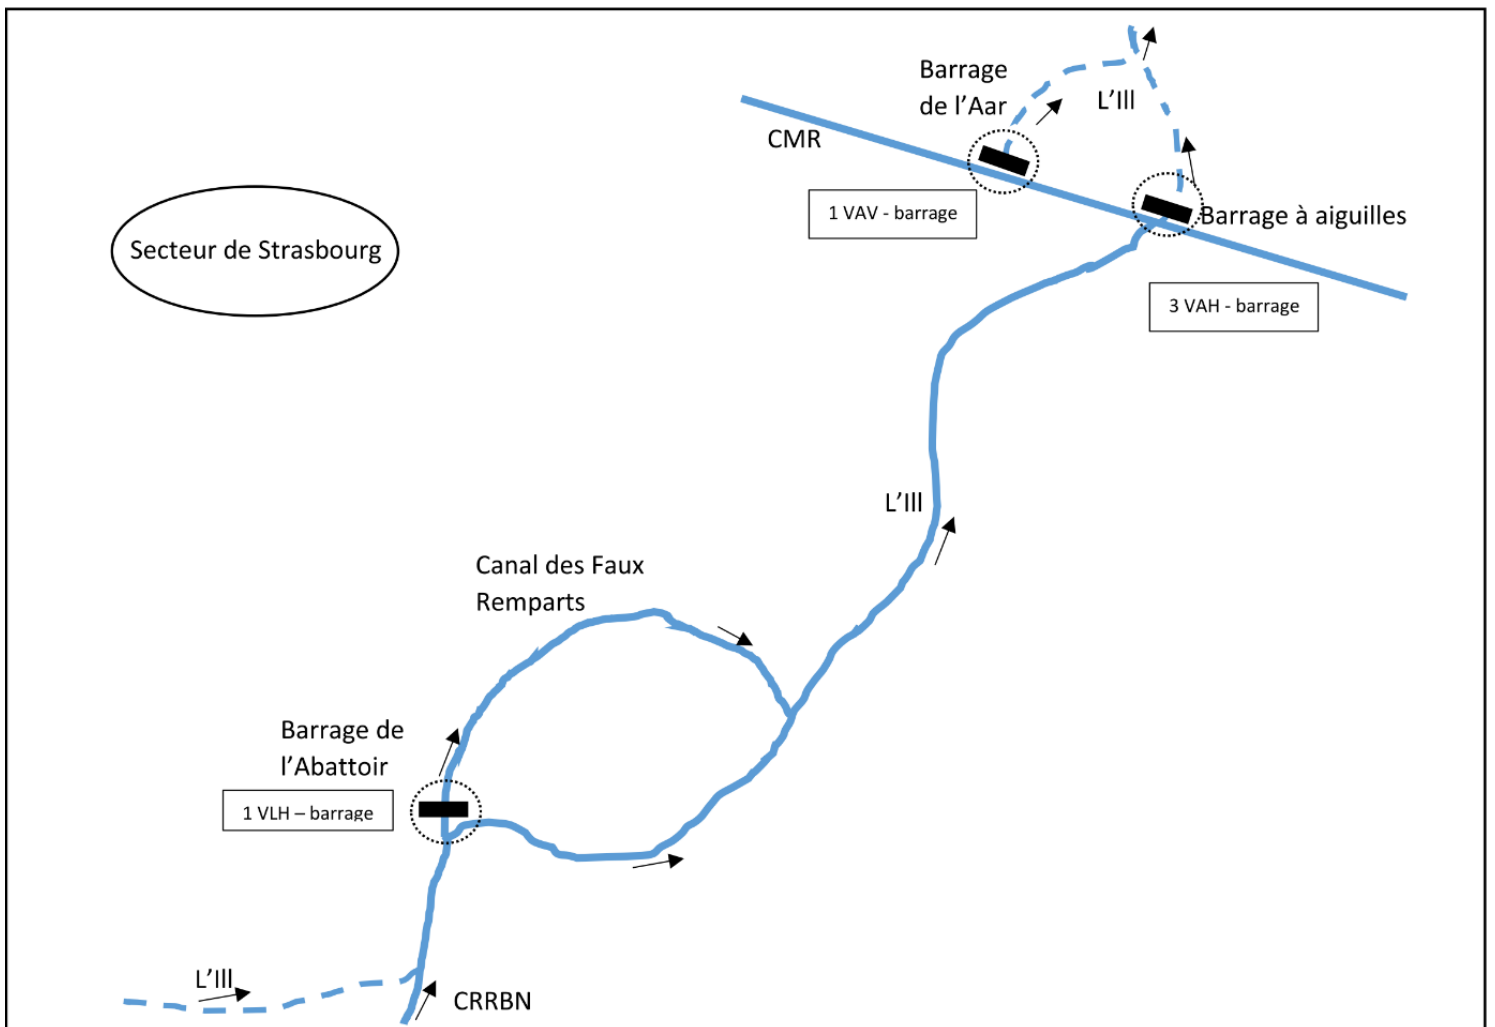 Barrage
de l'Aar
L'Ill
CMR
1 VAV - barrage
Barrage à aiguilles
Secteur de Strasbourg
3 VAH - barrage
L'Ill
Canal des Faux
Remparts
Barrage de
l'Abattoir
1 VLH – barrage
L'Ill
CRRBN